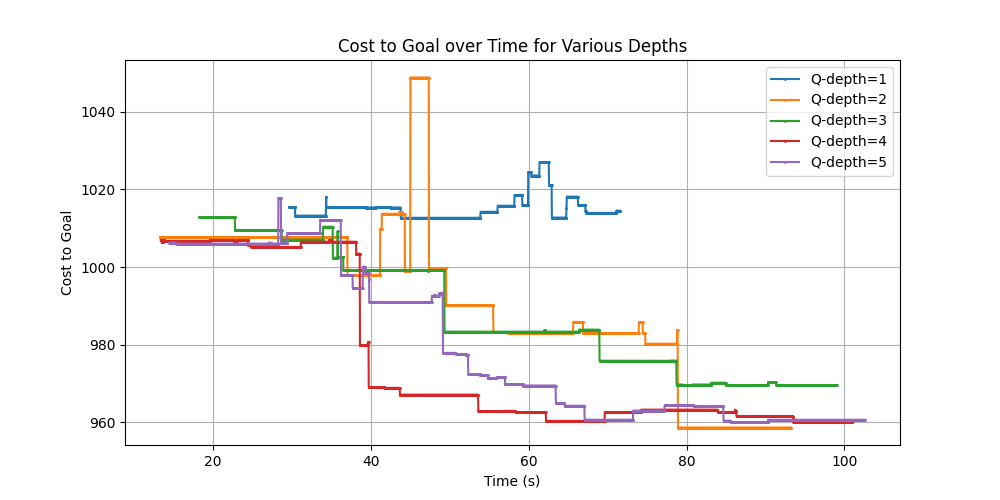 Cost to Goal over Time for Various Depths
Q-depth=1
Q-depth=2
Q-depth=3
Q-depth=4
Q-depth=5
1040
1020
1000
980
960
Cost to Goal
20
40
60
80
100
Time (s)